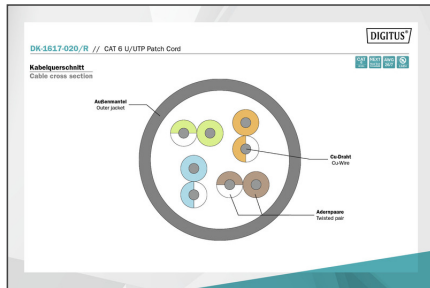 DIGITUS®
DK-1617-020/R // CAT 6 U/UTP Patch Cord
Kabelquerschnitt
Cable cross section
Außenmantel
Outer jacket
Cu-Draht
Cu-Wire
Aderpaare
Twisted pair